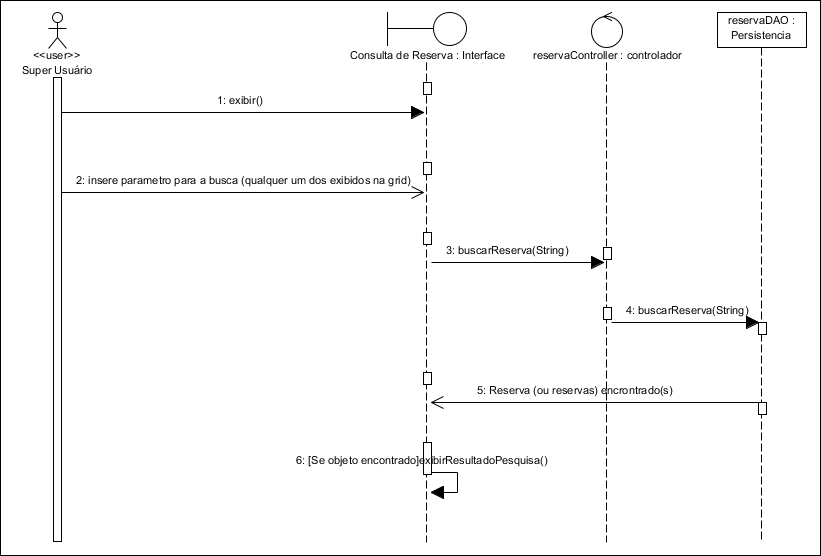 reservaDAO :
Persistencia
<<user>>
Super Usuário
Consulta de Reserva : Interface
reservaController : controlador
1: exibir()
2: insere parametro para a busca (qualquer um dos exibidos na grid)
3: buscarReserva(String)
4: buscarReserva(String)
5: Reserva (ou reservas) encrontrado(s)
6: [Se objeto encontrado]exibirResultadoPesquisa()